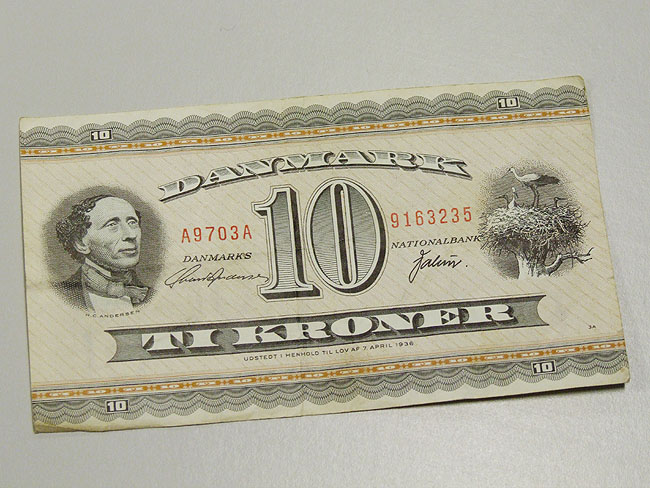 10
10
DANMARK
A9703A
10
9163235
DANMARKS
NATIONALBANK
H.C. ANDERSEN
TI KRONER
UDSTEDT I HENHOLD TIL LOV AF 7. APRIL 1936
3A
10
10